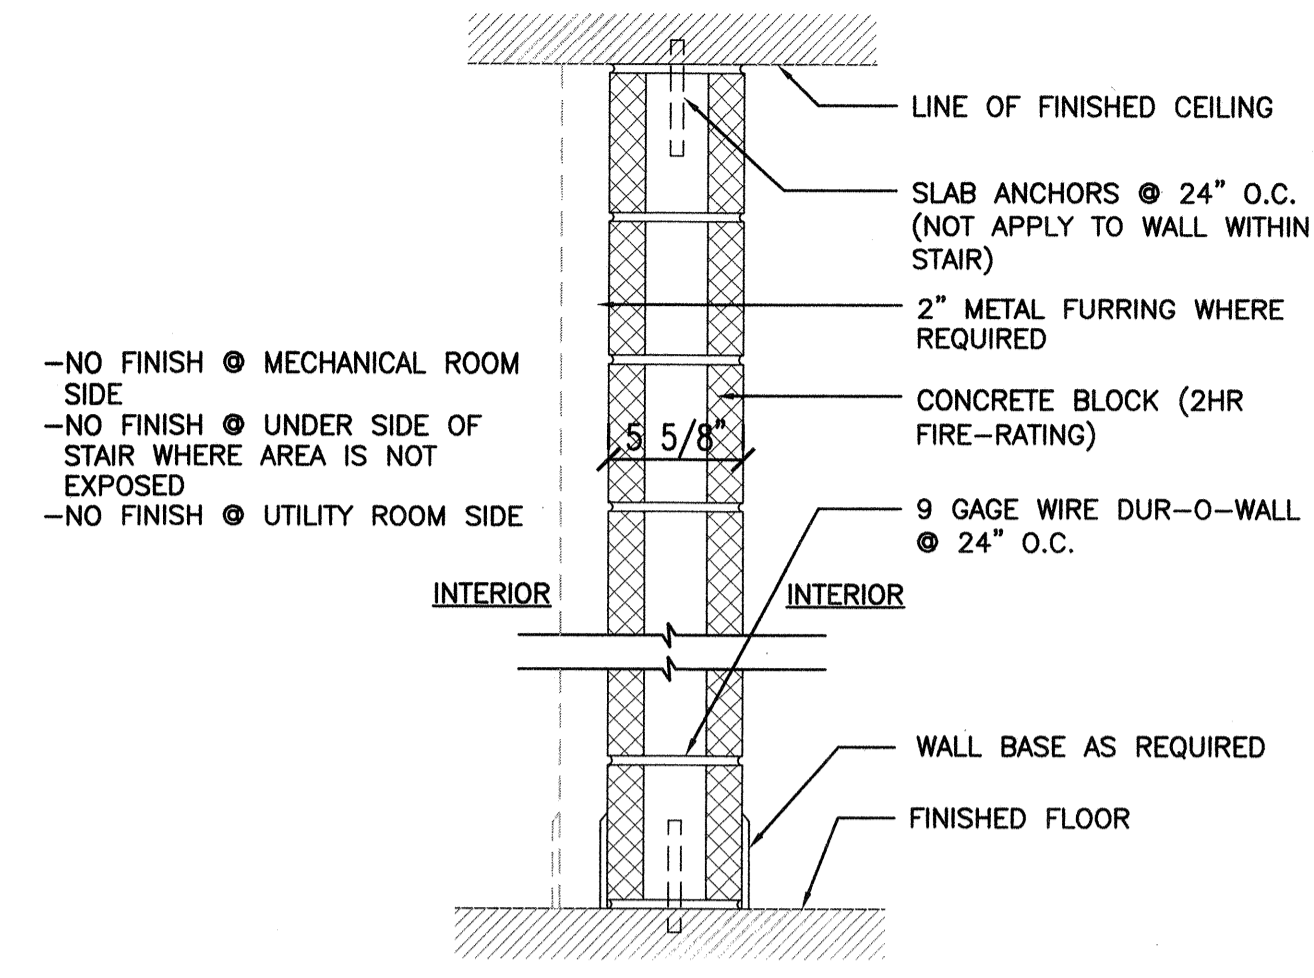 LINE OF FINISHED CEILING
SLAB ANCHORS @ 24" O.C.
(NOT APPLY TO WALL WITHIN
STAIR)
2" METAL FURRING WHERE
REQUIRED
-NO FINISH @ MECHANICAL ROOM
SIDE
-NO FINISH @ UNDER SIDE OF
STAIR WHERE AREA IS NOT
EXPOSED
-NO FINISH @ UTILITY ROOM SIDE
CONCRETE BLOCK (2HR
FIRE-RATING)
5 5/8"
9 GAGE WIRE DUR-O-WALL
@ 24" O.C.
INTERIOR
INTERIOR
WALL BASE AS REQUIRED
FINISHED FLOOR